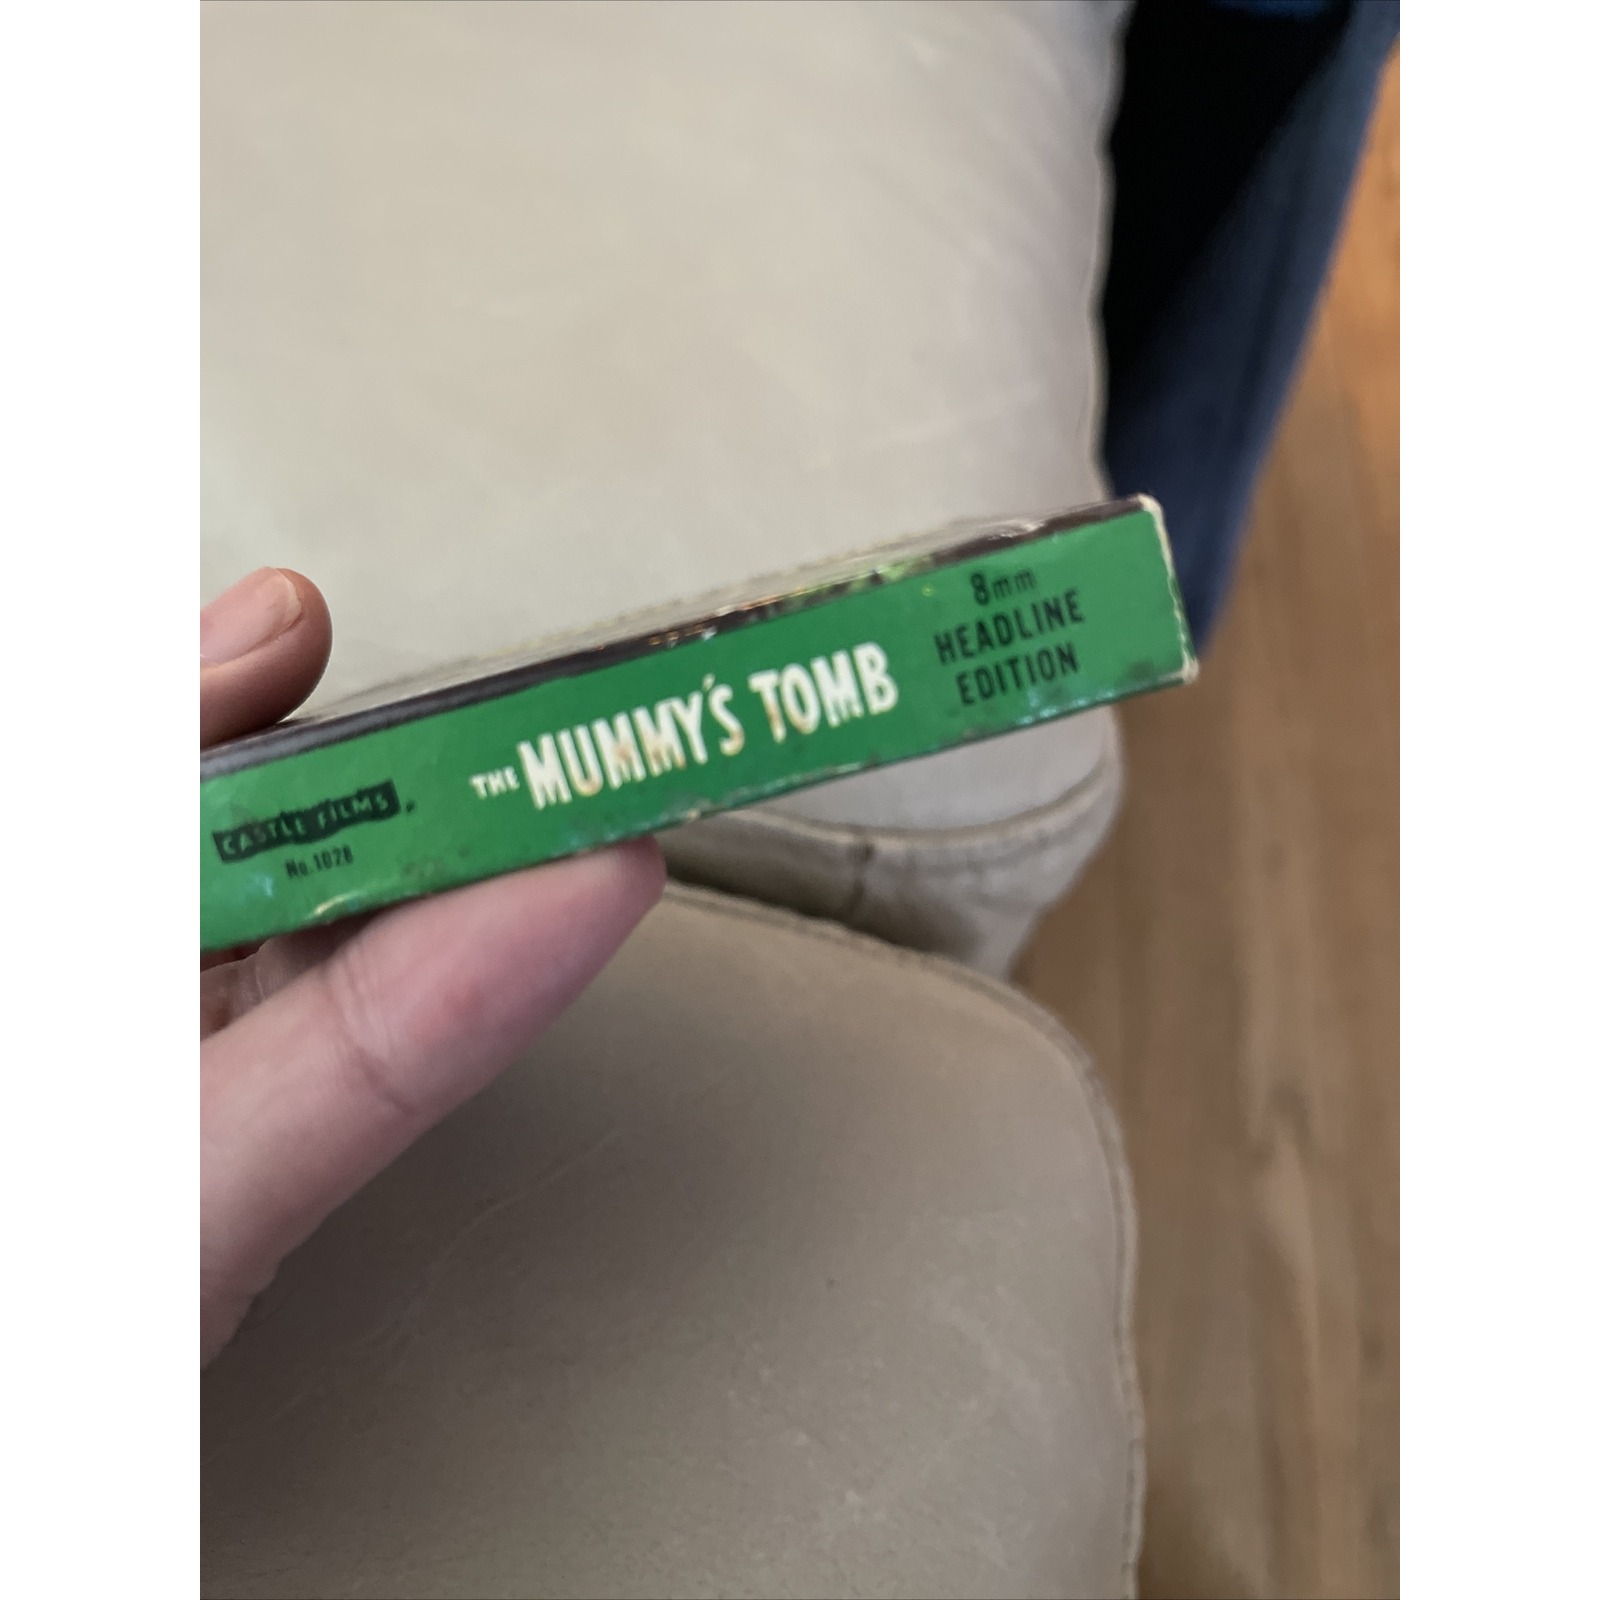 CASTLE FILMS
No. 1028
THE MUMMY'S TOMB
8mm
HEADLINE
EDITION